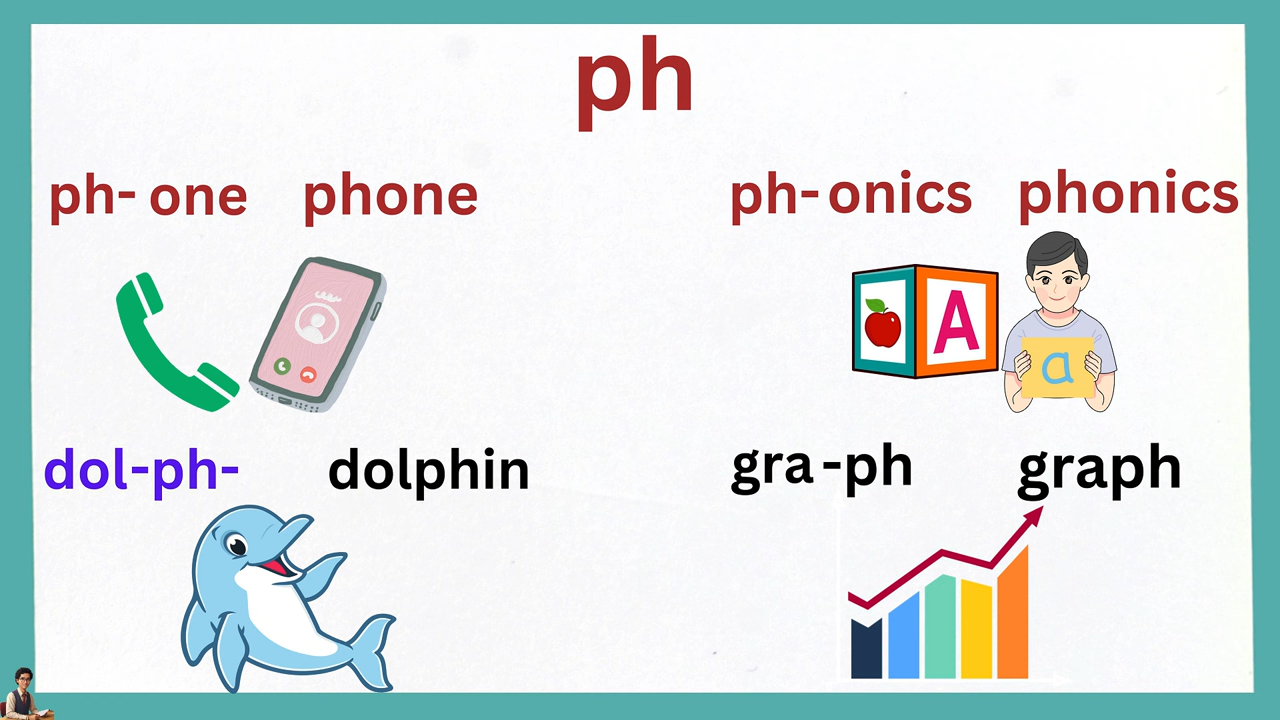 ph
ph- one phone ph- onics phonics
A
a
dol-ph- dolphin gra -ph graph